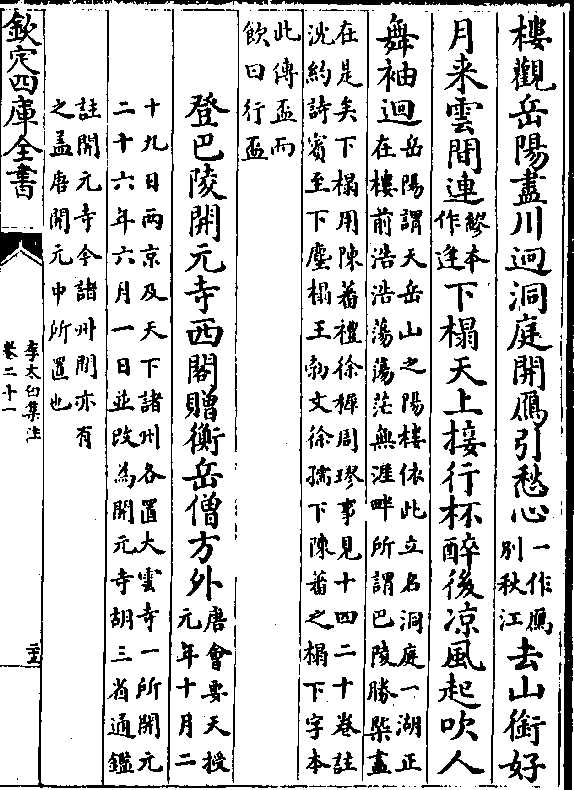 樓觀岳陽盡川迥洞庭開鴈引愁心一作鴈別秋江去山銜好
月来雲間連繆本作逢下榻天上接行杯醉後凉風起吹人
舞袖迴岳陽謂天岳山之陽樓依此立名洞庭一湖正
在樓前浩浩蕩蕩茫無涯畔所謂巴陵勝槩盡
在是矣下榻用陳蕃禮徐穉周璆事見十四二十卷註
沈約詩賓至下塵榻王勃文徐孺下陳蕃之榻下字本
此傳盃而
飲曰行盃
登巴陵開元寺西閣贈衡岳僧方外唐會要天授
元年十月二
十九日两京及天下諸州各置大雲寺一所開元
二十六年六月一日並改爲開元寺胡三省通鑑
註開元寺今諸州間亦有
之盖唐開元中所置也
欽定四庫全書
李太白集注
卷二十一